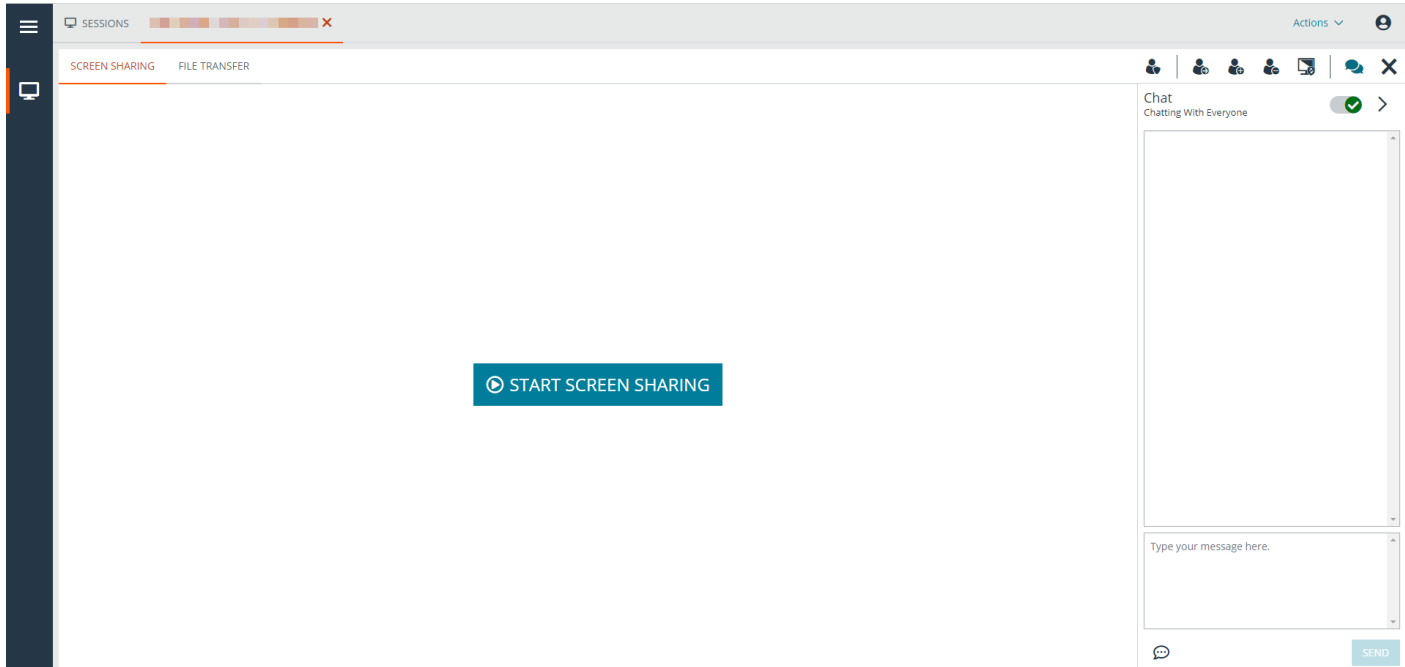 SESSIONS
Actions
SCREEN SHARING FILE TRANSFER
Chat
Chatting With Everyone
START SCREEN SHARING
Type your message here.
SEND